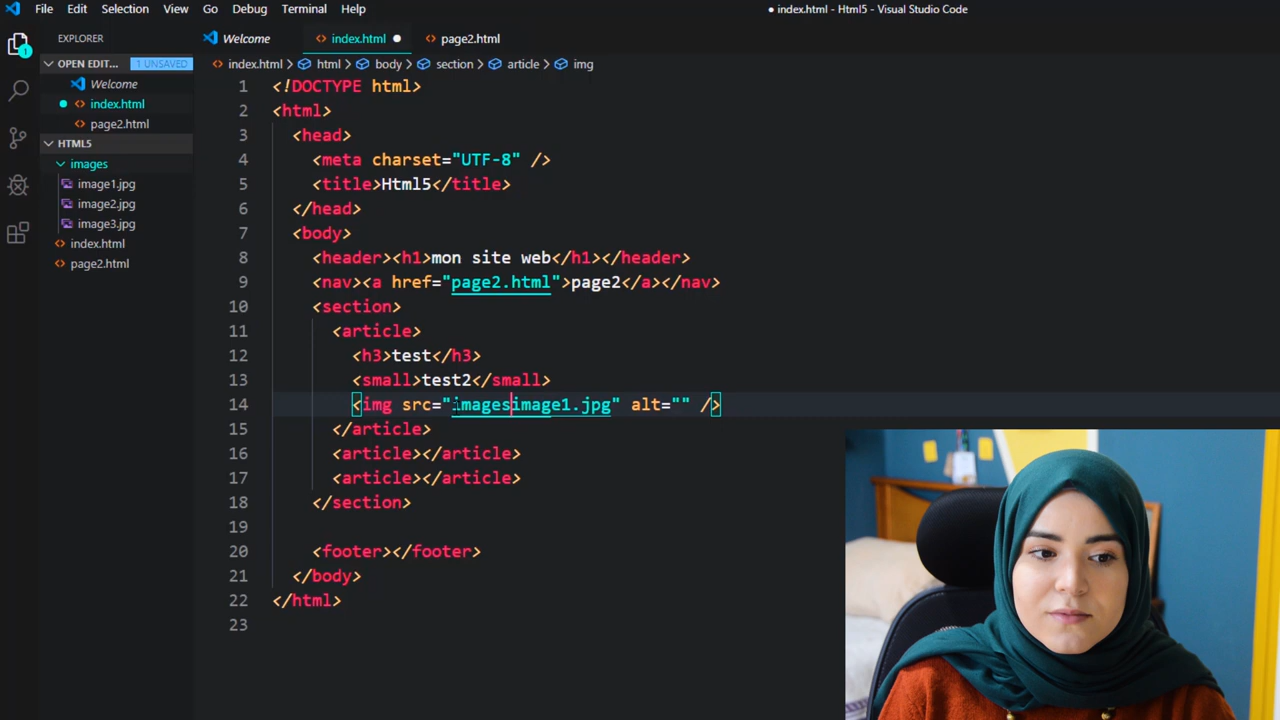 File Edit Selection View Go Debug Terminal Help
● index.html - Html5 - Visual Studio Code
EXPLORER
Welcome
index.html
page2.html
OPEN EDIT... 1 UNSAVED
Welcome
index.html
page2.html
HTML5
images
image1.jpg
image2.jpg
image3.jpg
index.html
page2.html
1
index.html > html > body > section > article > img
1 <!DOCTYPE html>
2 <html>
3 <head>
4 <meta charset="UTF-8" />
5 <title>Html5</title>
6 </head>
7 <body>
8 <header><h1>mon site web</h1></header>
9 <nav><a href="page2.html">page2</a></nav>
10 <section>
11 <article>
12 <h3>test</h3>
13 <small>test2</small>
14 <img src="imagesimage1.jpg" alt="" />
15 </article>
16 <article></article>
17 <article></article>
18 </section>
19
20 <footer></footer>
21 </body>
22 </html>
23